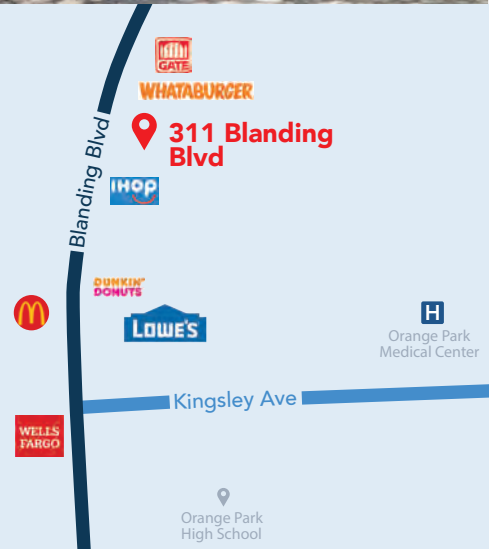 GATE
WHATABURGER
311 Blanding
Blvd
Blanding Blvd
IHOP
DUNKIN'
DONUTS
M
LOWE'S
H
Orange Park
Medical Center
Kingsley Ave
WELLS
FARGO
Orange Park
High School